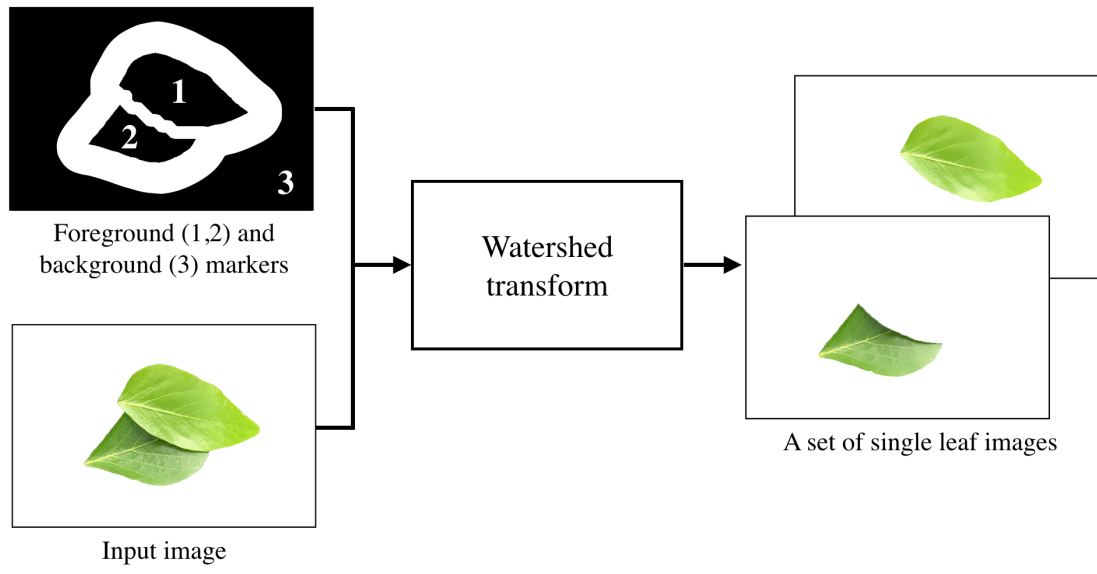 1
2
3
Foreground (1,2) and
background (3) markers
Watershed
transform
Input image
A set of single leaf images